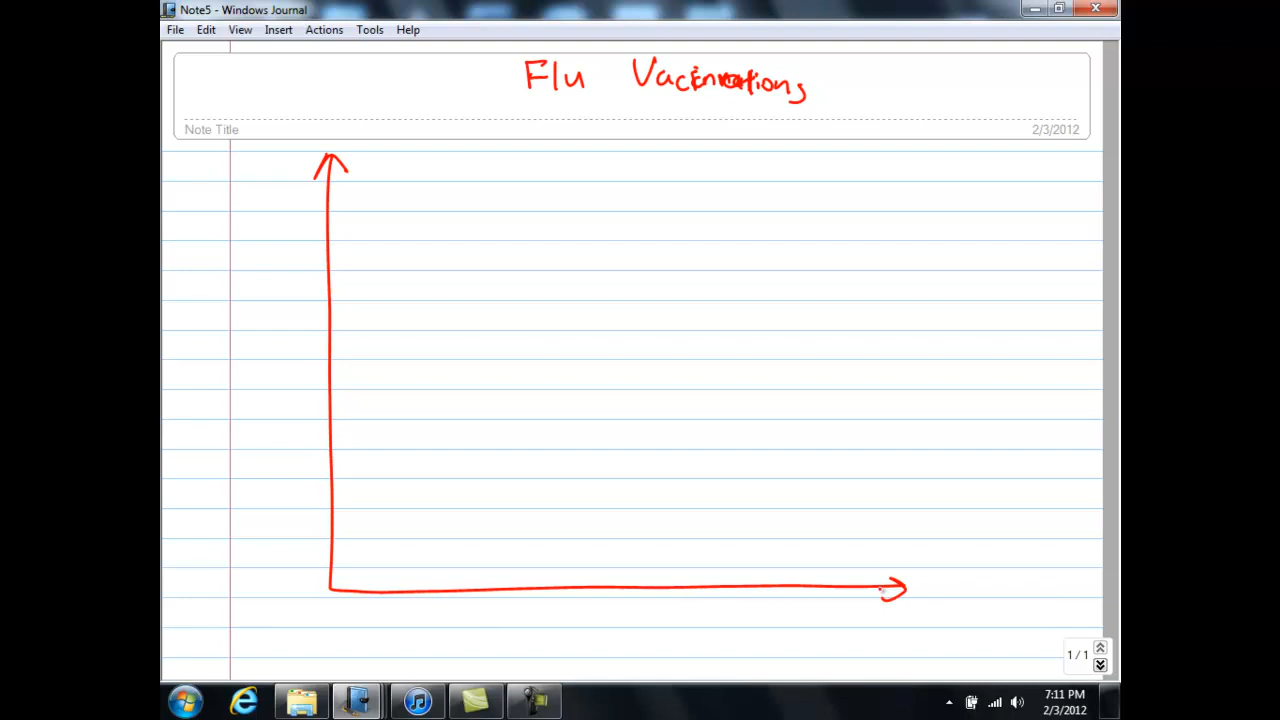 Note5 - Windows Journal
File Edit View Insert Actions Tools Help
Flu Vaccinations
Note Title
2/3/2012
1 / 1
7:11 PM
2/3/2012